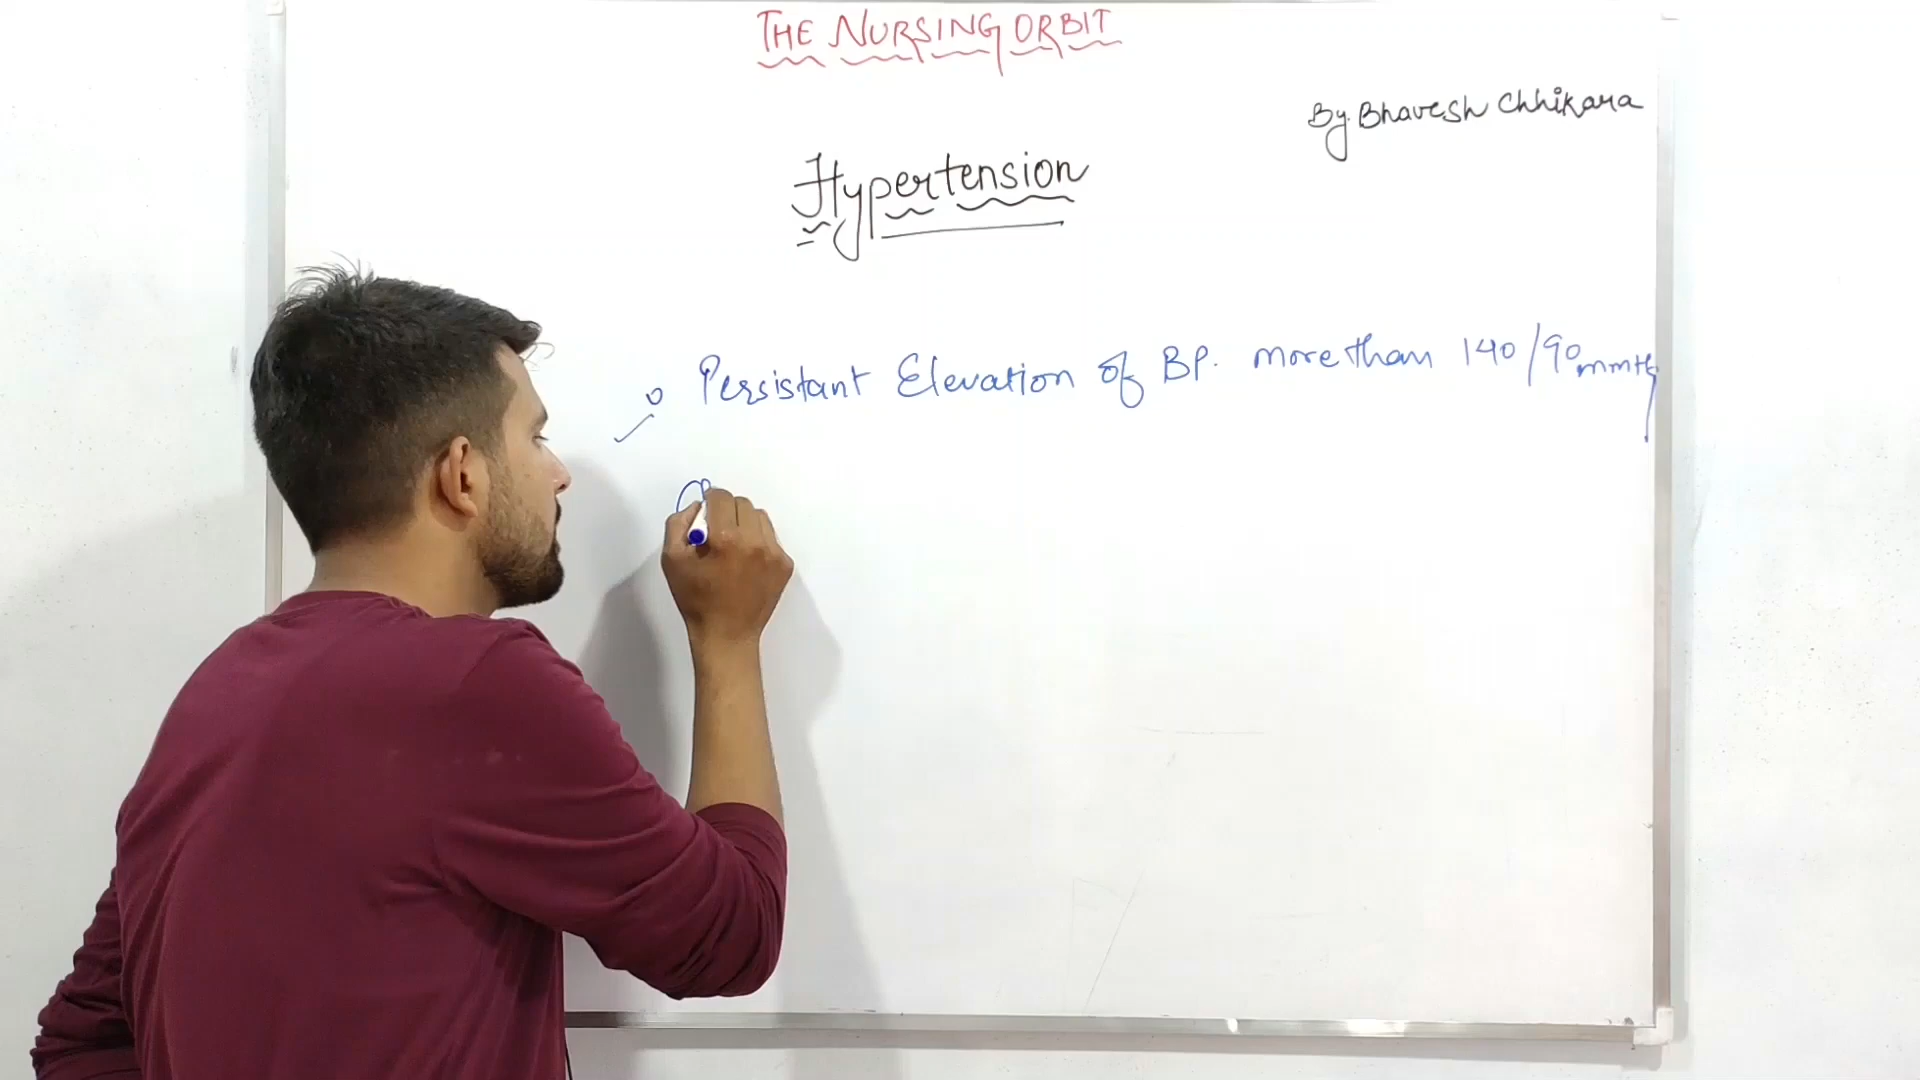 THE NURSING ORBIT
By. Bhavesh Chhikara
Hypertension
Persistant Elevation of BP. more than 140/90 mmHg